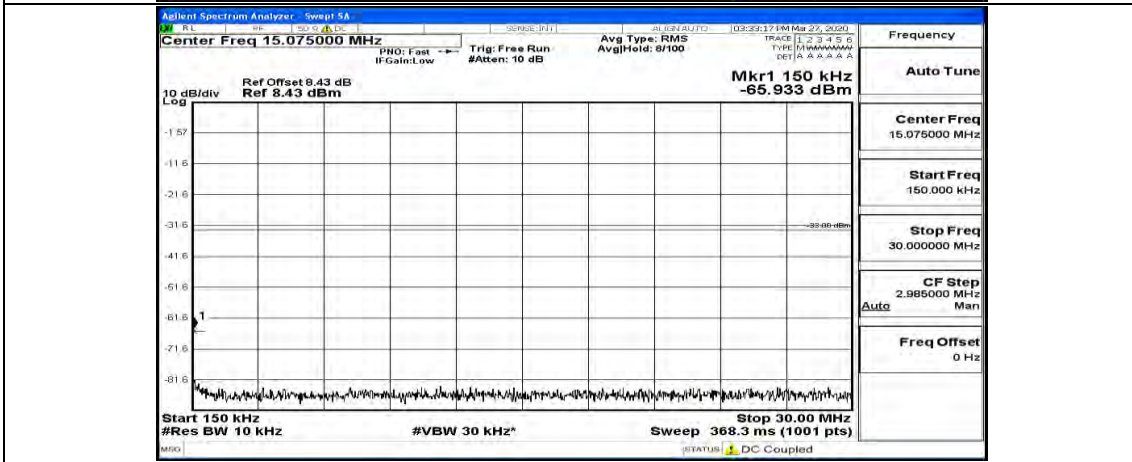 Agilent Spectrum Analyzer - Swept SA
RL RF 50 Ω DC SENSE:INT ALIGN AUTO 03:33:17 PM Mar 27, 2020
Center Freq 15.075000 MHz
PNO: Fast
IFGain:Low
Trig: Free Run
#Atten: 10 dB
Avg Type: RMS
Avg|Hold: 8/100
TRACE 1 2 3 4 5 6
TYPE M
DET A A A A A A
Ref Offset 8.43 dB
Ref 8.43 dBm
10 dB/div
Log
Mkr1 150 kHz
-65.933 dBm
-1.57
-11.6
-21.6
-31.6
-33.00 dBm
-41.6
-51.6
-61.6
1
-71.6
-81.6
Start 150 kHz
Stop 30.00 MHz
#Res BW 10 kHz
#VBW 30 kHz*
Sweep 368.3 ms (1001 pts)
MSG
STATUS
DC Coupled
Frequency
Auto Tune
Center Freq
15.075000 MHz
Start Freq
150.000 kHz
Stop Freq
30.000000 MHz
CF Step
2.985000 MHz
Auto Man
Freq Offset
0 Hz